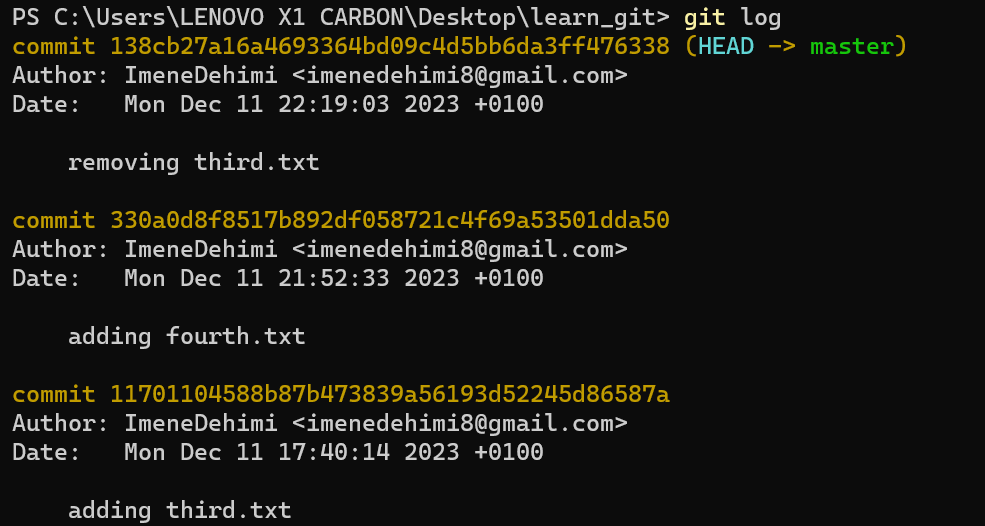 PS C:\Users\LENOVO X1 CARBON\Desktop\learn_git> git log
commit 138cb27a16a4693364bd09c4d5bb6da3ff476338 (HEAD -> master)
Author: ImeneDehimi <imenedehimi8@gmail.com>
Date:   Mon Dec 11 22:19:03 2023 +0100

    removing third.txt

commit 330a0d8f8517b892df058721c4f69a53501dda50
Author: ImeneDehimi <imenedehimi8@gmail.com>
Date:   Mon Dec 11 21:52:33 2023 +0100

    adding fourth.txt

commit 11701104588b87b473839a56193d52245d86587a
Author: ImeneDehimi <imenedehimi8@gmail.com>
Date:   Mon Dec 11 17:40:14 2023 +0100

    adding third.txt